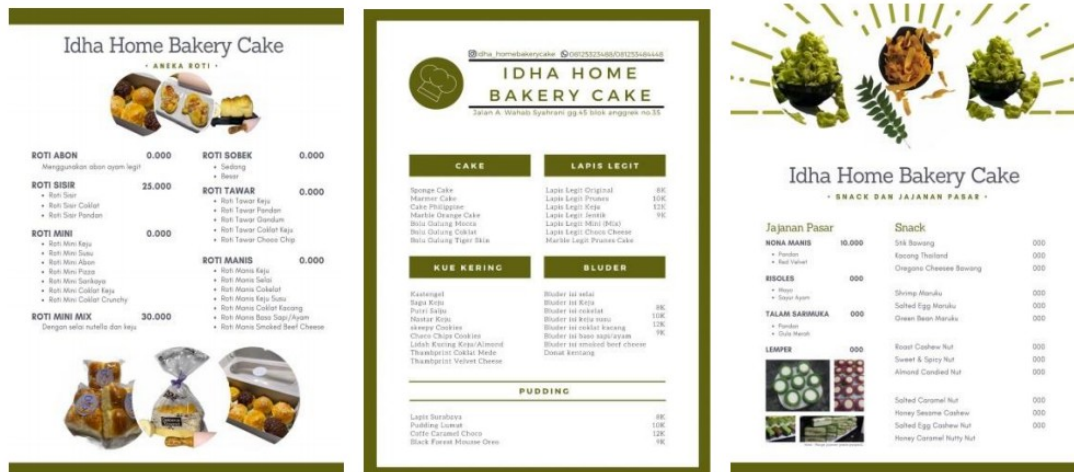 Idha Home Bakery Cake
• ANEKA ROTI •
ROTI ABON 0.000
Menggunakan abon ayam legit
ROTI SISIR 25.000
• Roti Sisir
• Roti Sisir Coklat
• Roti Sisir Pandan
ROTI MINI 0.000
• Roti Mini Keju
• Roti Mini Susu
• Roti Mini Abon
• Roti Mini Pizza
• Roti Mini Sarikaya
• Roti Mini Coklat Keju
• Roti Mini Coklat Crunchy
ROTI MINI MIX 30.000
Dengan selai nutella dan keju
ROTI SOBEK 0.000
• Sedang
• Besar
ROTI TAWAR 0.000
• Roti Tawar Keju
• Roti Tawar Pandan
• Roti Tawar Gandum
• Roti Tawar Coklat Keju
• Roti Tawar Choco Chip
ROTI MANIS 0.000
• Roti Manis Keju
• Roti Manis Selai
• Roti Manis Cokelat
• Roti Manis Keju Susu
• Roti Manis Coklat Kacang
• Roti Manis Baso Sapi/Ayam
• Roti Manis Smoked Beef Cheese
idha_homebakerycake
IDHA HOME
BAKERY CAKE
Jalan A. Wahab Syahrani gg.45 blok anggrek no.35
CAKE
Sponge Cake
Marmer Cake
Cake Philippine
Marble Orange Cake
Bolu Gulung Mocca
Bolu Gulung Coklat
Bolu Gulung Tiger Skin
LAPIS LEGIT
Lapis Legit Original 8K
Lapis Legit Prunes 10K
Lapis Legit Keju 12K
Lapis Legit Jentik 9K
Lapis Legit Mini (Mix)
Lapis Legit Choco Cheese
Marble Legit Prunes Cake
KUE KERING
Kaastengel
Sagu Keju
Putri Salju
Nastar Keju
skeepy Cookies
Choco Chips Cookies
Lidah Kucing Keju/Almond
Thumbprint Coklat Mede
Thumbprint Velvet Cheese
BLUDER
Bluder isi selai
Bluder isi Keju
Bluder isi cokelat 8K
Bluder isi keju susu 10K
Bluder isi coklat kacang 12K
Bluder isi baso sapi/ayam 9K
Bluder isi smoked beef cheese
Donat kentang
PUDDING
Lapis Surabaya 8K
Pudding Lumut 10K
Coffe Caramel Choco 12K
Black Forest Mousse Oreo 9K
Idha Home Bakery Cake
• SNACK DAN JAJANAN PASAR •
Jajanan Pasar
NONA MANIS 10.000
• Pandan
• Red Velvet
RISOLES 000
• Mayo
• Sayur Ayam
TALAM SARIMUKA 000
• Pandan
• Gula Merah
LEMPER 000
Snack
Stik Bawang 000
Kacang Thailand 000
Oregano Cheesee Bawang 000
Shrimp Maruku 000
Salted Egg Maruku 000
Green Bean Maruku 000
Roast Cashew Nut 000
Sweet & Spicy Nut 000
Almond Candied Nut 000
Salted Caramel Nut 000
Honey Sesame Cashew 000
Salted Egg Cashew Nut 000
Honey Caramel Nutty Nut 000